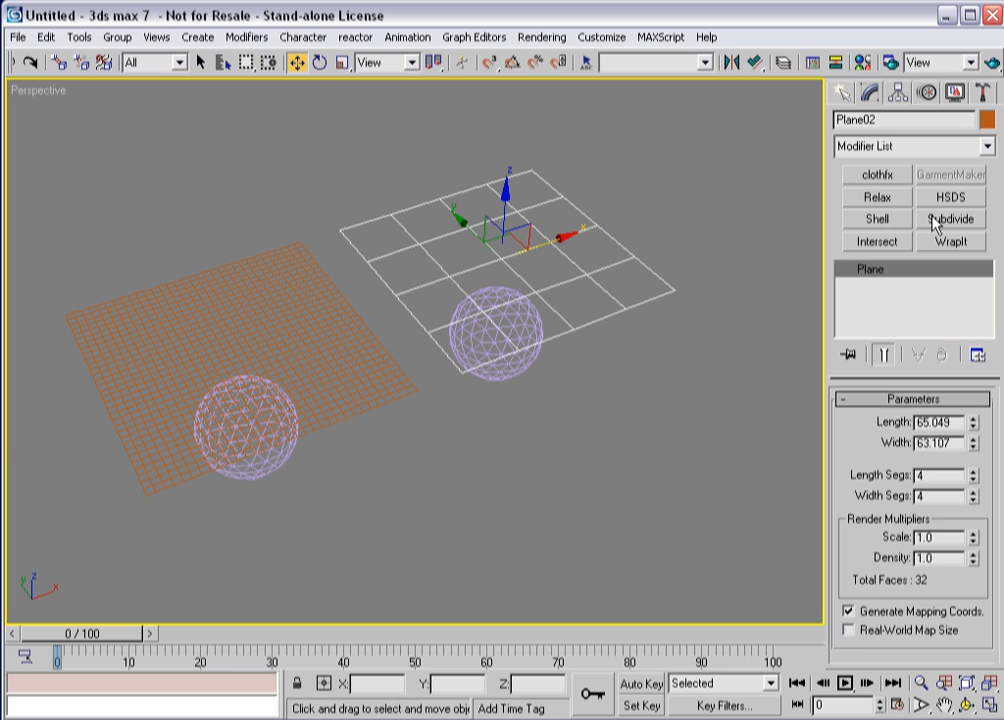 Untitled - 3ds max 7 - Not for Resale - Stand-alone License
File Edit Tools Group Views Create Modifiers Character reactor Animation Graph Editors Rendering Customize MAXScript Help
All View View
Perspective
Plane02
Modifier List
clothfx GarmentMaker
Relax HSDS
Shell Subdivide
Intersect WrapIt
Plane
z
y x
- Parameters
Length: 65.049
Width: 63.107
Length Segs: 4
Width Segs: 4
Render Multipliers
Scale: 1.0
Density: 1.0
Total Faces : 32
Generate Mapping Coords.
Real-World Map Size
z
y x
< 0 / 100 >
0 10 20 30 40 50 60 70 80 90 100
X: Y: Z: Auto Key Selected
Click and drag to select and move obje Add Time Tag Set Key Key Filters... 0